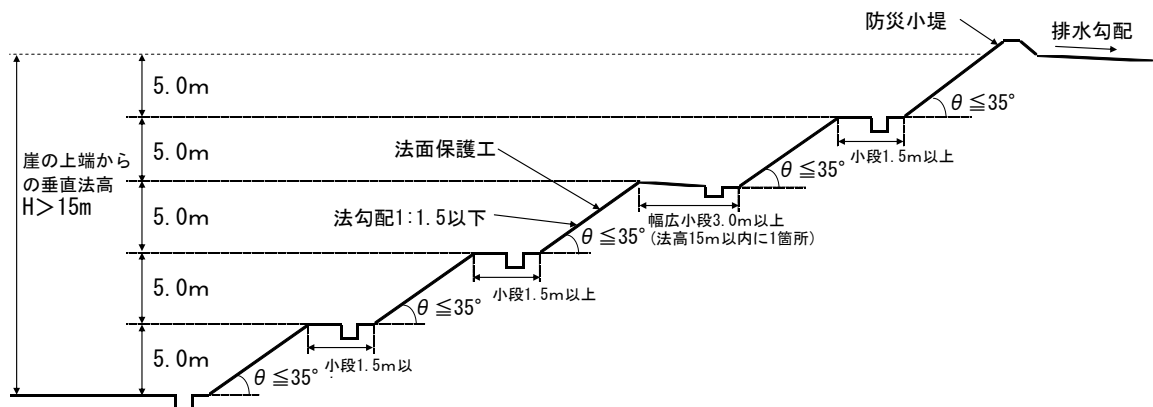 防災小堤
排水勾配
5.0m
θ≦35°
5.0m
小段1.5m以上
崖の上端から
の垂直法高
H>15m
法面保護工
θ≦35°
5.0m
法勾配1:1.5以下
幅広小段3.0m以上
(法高15m以内に1箇所)
θ≦35°
5.0m
小段1.5m以上
θ≦35°
5.0m
小段1.5m以
θ≦35°